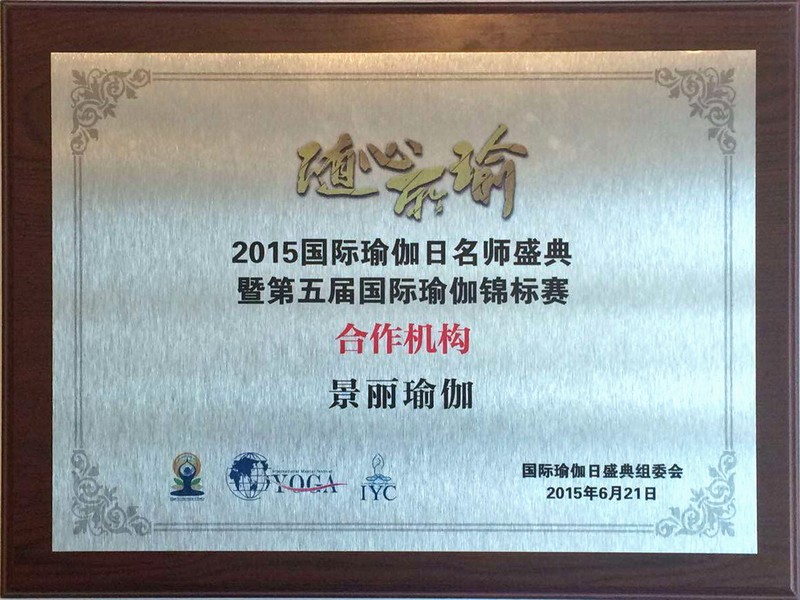 随心所瑜
2015国际瑜伽日名师盛典
暨第五届国际瑜伽锦标赛
合作机构
景丽瑜伽
YOGA
IYC
国际瑜伽日盛典组委会
2015年6月21日